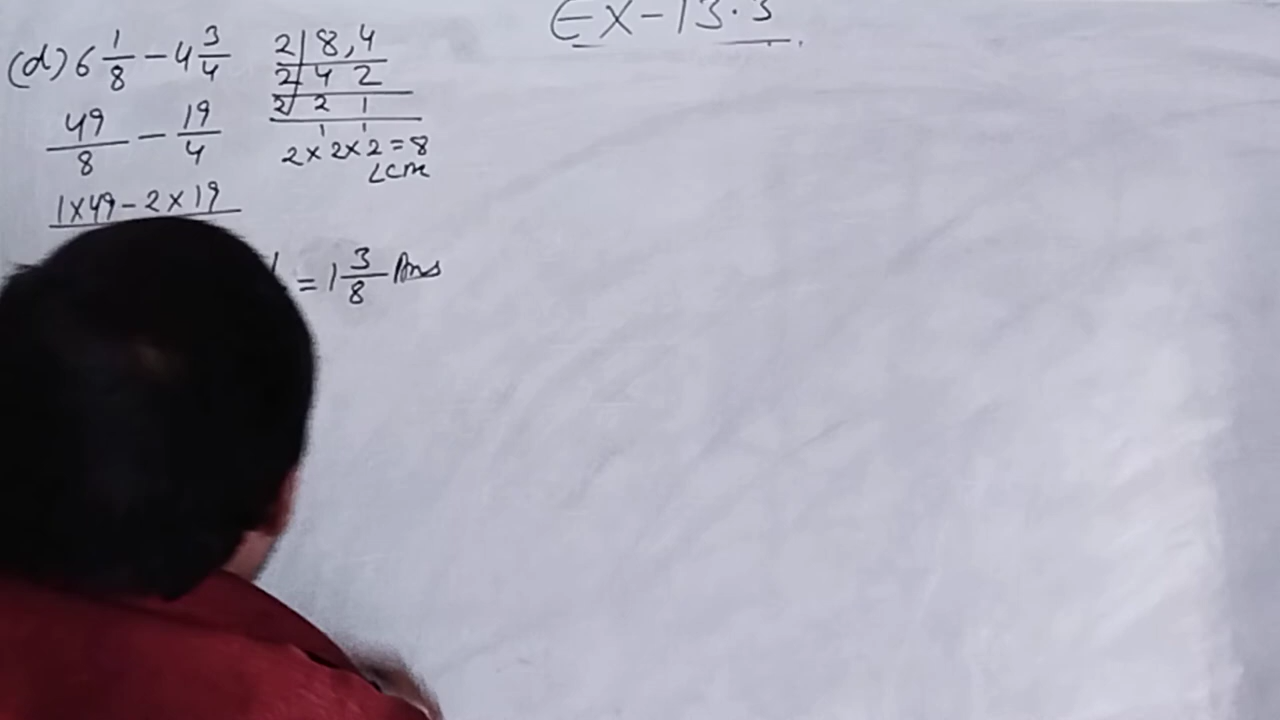 Ex-13.3
(d) 6 1/8 - 4 3/4
49/8 - 19/4
1×49-2×19
2 | 8, 4
2 | 4 2
2 | 2 1
1 1
2×2×2=8
LCM
= 1 3/8 Ans